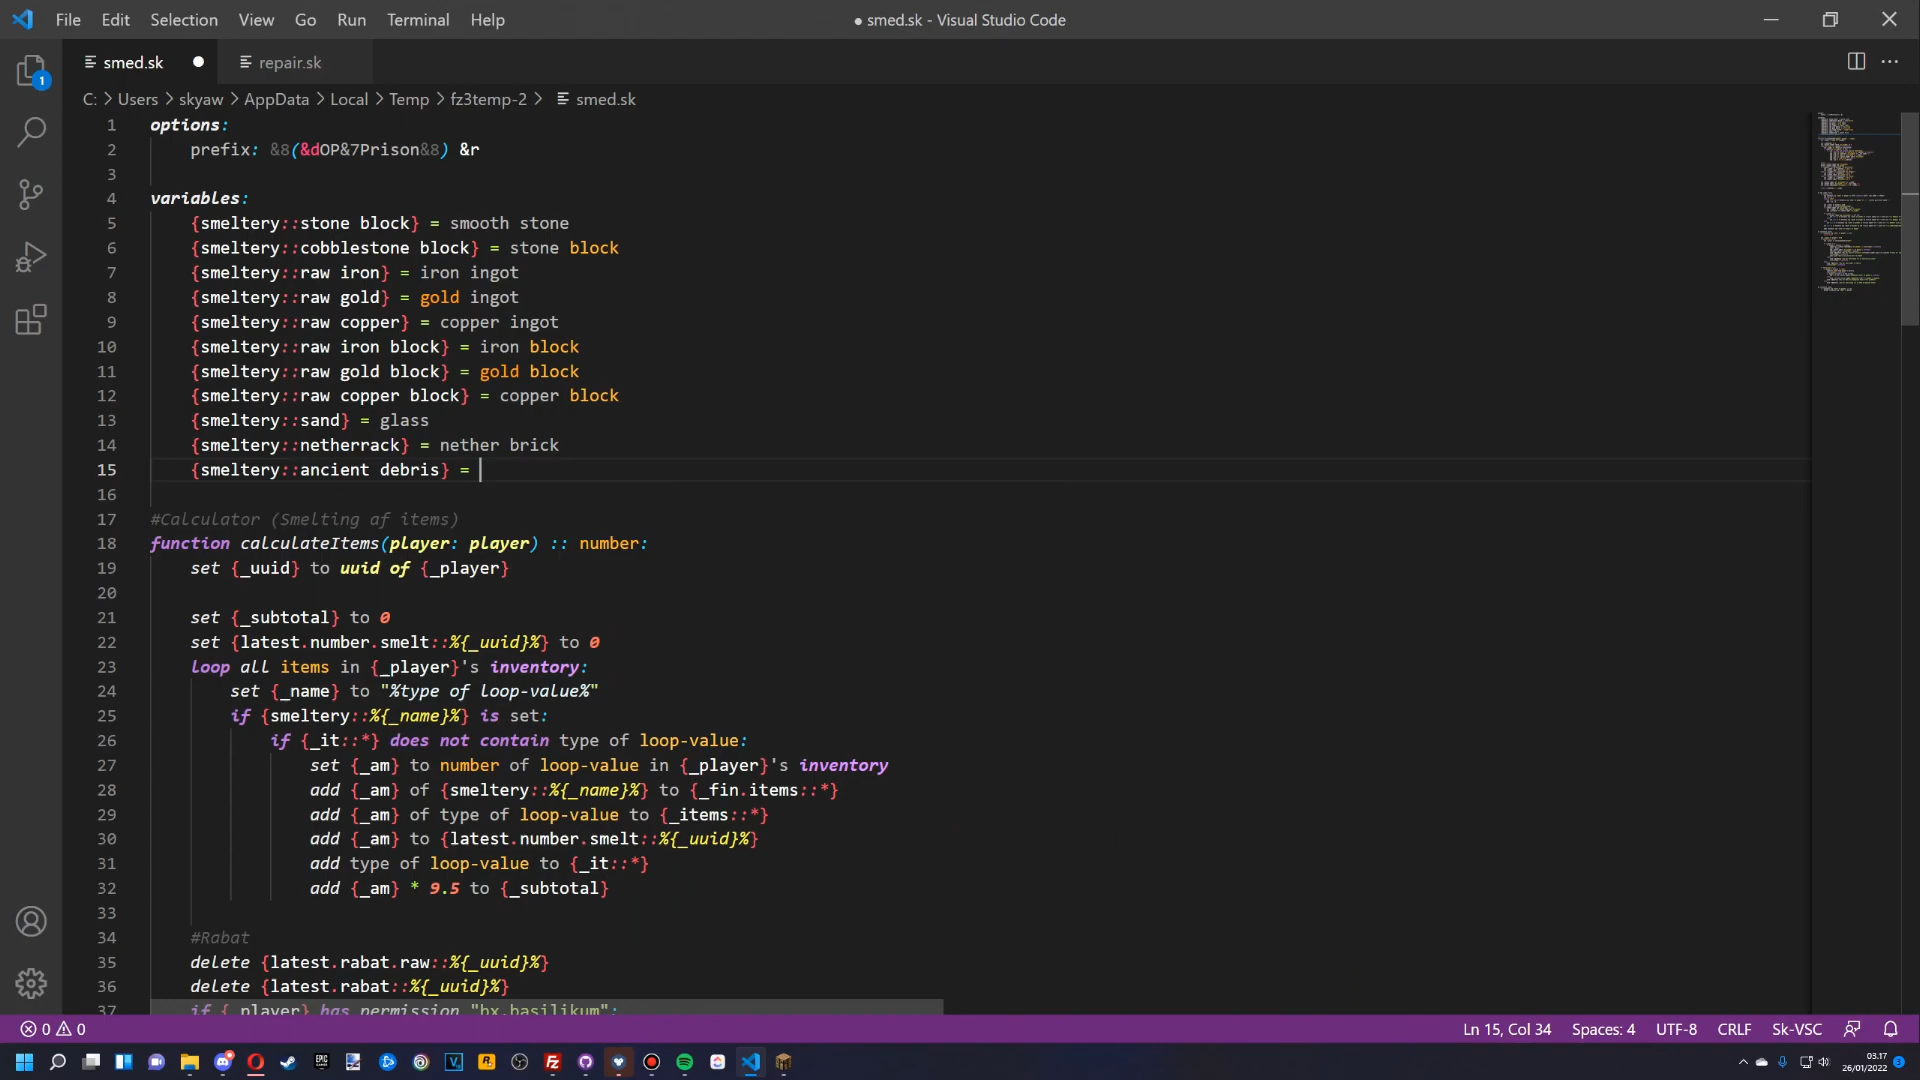 File Edit Selection View Go Run Terminal Help
● smed.sk - Visual Studio Code
smed.sk
repair.sk
C: > Users > skyaw > AppData > Local > Temp > fz3temp-2 > smed.sk
1 options:
2 prefix: &8(&dOP&7Prison&8) &r
3
4 variables:
5 {smeltery::stone block} = smooth stone
6 {smeltery::cobblestone block} = stone block
7 {smeltery::raw iron} = iron ingot
8 {smeltery::raw gold} = gold ingot
9 {smeltery::raw copper} = copper ingot
10 {smeltery::raw iron block} = iron block
11 {smeltery::raw gold block} = gold block
12 {smeltery::raw copper block} = copper block
13 {smeltery::sand} = glass
14 {smeltery::netherrack} = nether brick
15 {smeltery::ancient debris} =
16
17 #Calculator (Smelting af items)
18 function calculateItems(player: player) :: number:
19 set {_uuid} to uuid of {_player}
20
21 set {_subtotal} to 0
22 set {latest.number.smelt::%{_uuid}%} to 0
23 loop all items in {_player}'s inventory:
24 set {_name} to "%type of loop-value%"
25 if {smeltery::%{_name}%} is set:
26 if {_it::*} does not contain type of loop-value:
27 set {_am} to number of loop-value in {_player}'s inventory
28 add {_am} of {smeltery::%{_name}%} to {_fin.items::*}
29 add {_am} of type of loop-value to {_items::*}
30 add {_am} to {latest.number.smelt::%{_uuid}%}
31 add type of loop-value to {_it::*}
32 add {_am} * 9.5 to {_subtotal}
33
34 #Rabat
35 delete {latest.rabat.raw::%{_uuid}%}
36 delete {latest.rabat::%{_uuid}%}
37 if {_player} has permission "bx.basilikum":
0 0
Ln 15, Col 34 Spaces: 4 UTF-8 CRLF Sk-VSC
03.17
26/01/2022